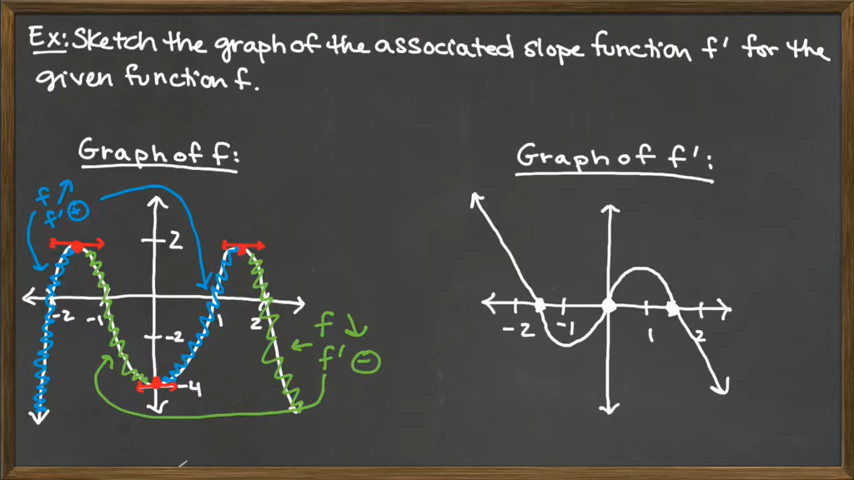 Ex: Sketch the graph of the associated slope function f' for the
given function f.
Graph of f:
f ↗
f' ⊕
2
-2
-1
1
2
-2
-4
f ↘
f' ⊖
Graph of f':
-2
-1
1
2